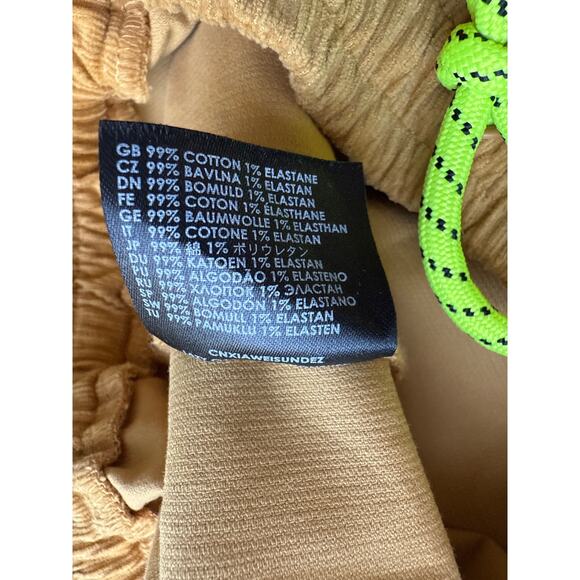 GB 99% COTTON 1% ELASTANE
CZ 99% BAVLNA 1% ELASTAN
DN 99% BOMULD 1% ELASTAN
FE 99% COTON 1% ÉLASTHANE
GE 99% BAUMWOLLE 1% ELASTHAN
IT 99% COTONE 1% ELASTAN
JP 99% 綿 1% ポリウレタン
DU 99% KATOEN 1% ELASTAN
PU 99% ALGODÃO 1% ELASTENO
RU 99% ХЛОПОК 1% ЭЛАСТАН
SP 99% ALGODÓN 1% ELASTANO
SW 99% BOMULL 1% ELASTAN
TU 99% PAMUKLU 1% ELASTEN
CNXIAWEISUNDEZ